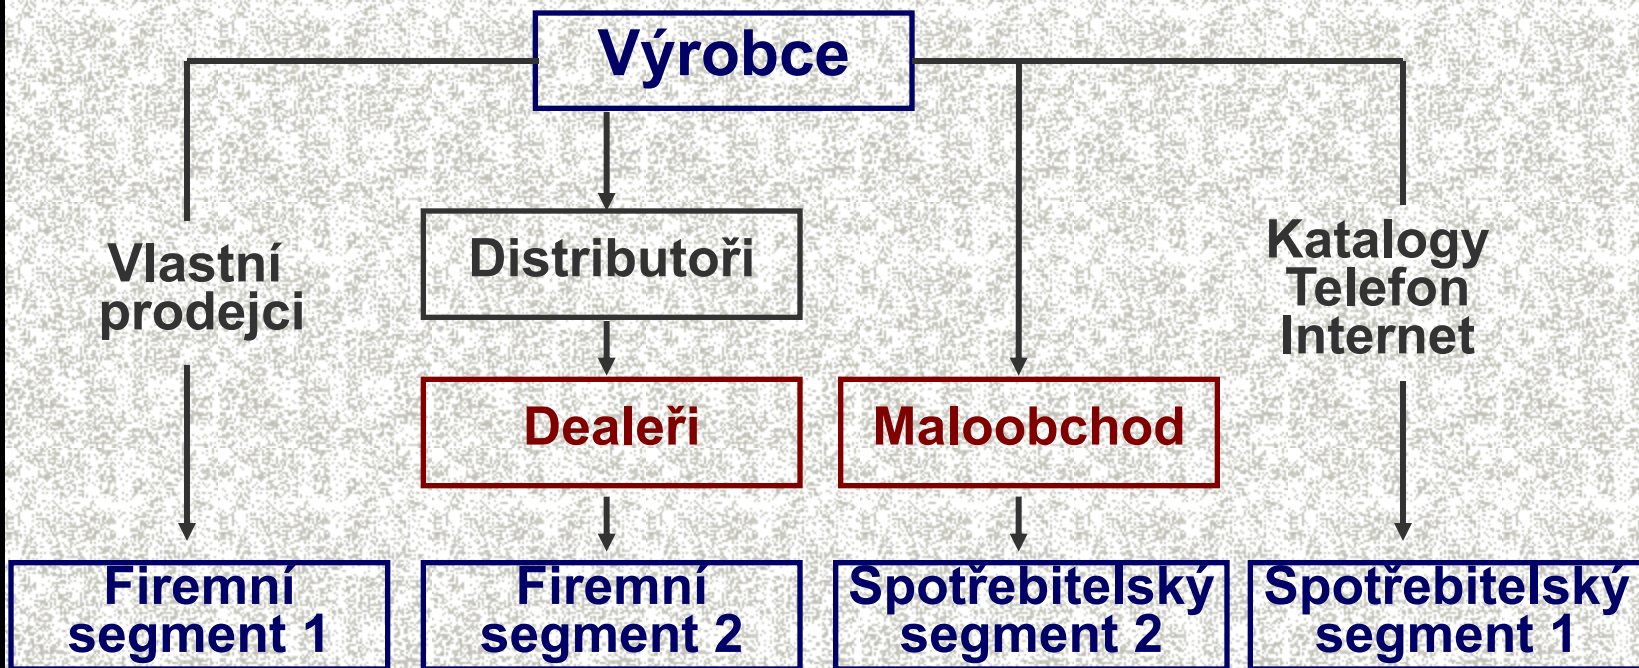 Výrobce
Vlastní
prodejci
Distributoři
Katalogy
Telefon
Internet
Dealeři
Maloobchod
Firemní
segment 1
Firemní
segment 2
Spotřebitelský
segment 2
Spotřebitelský
segment 1